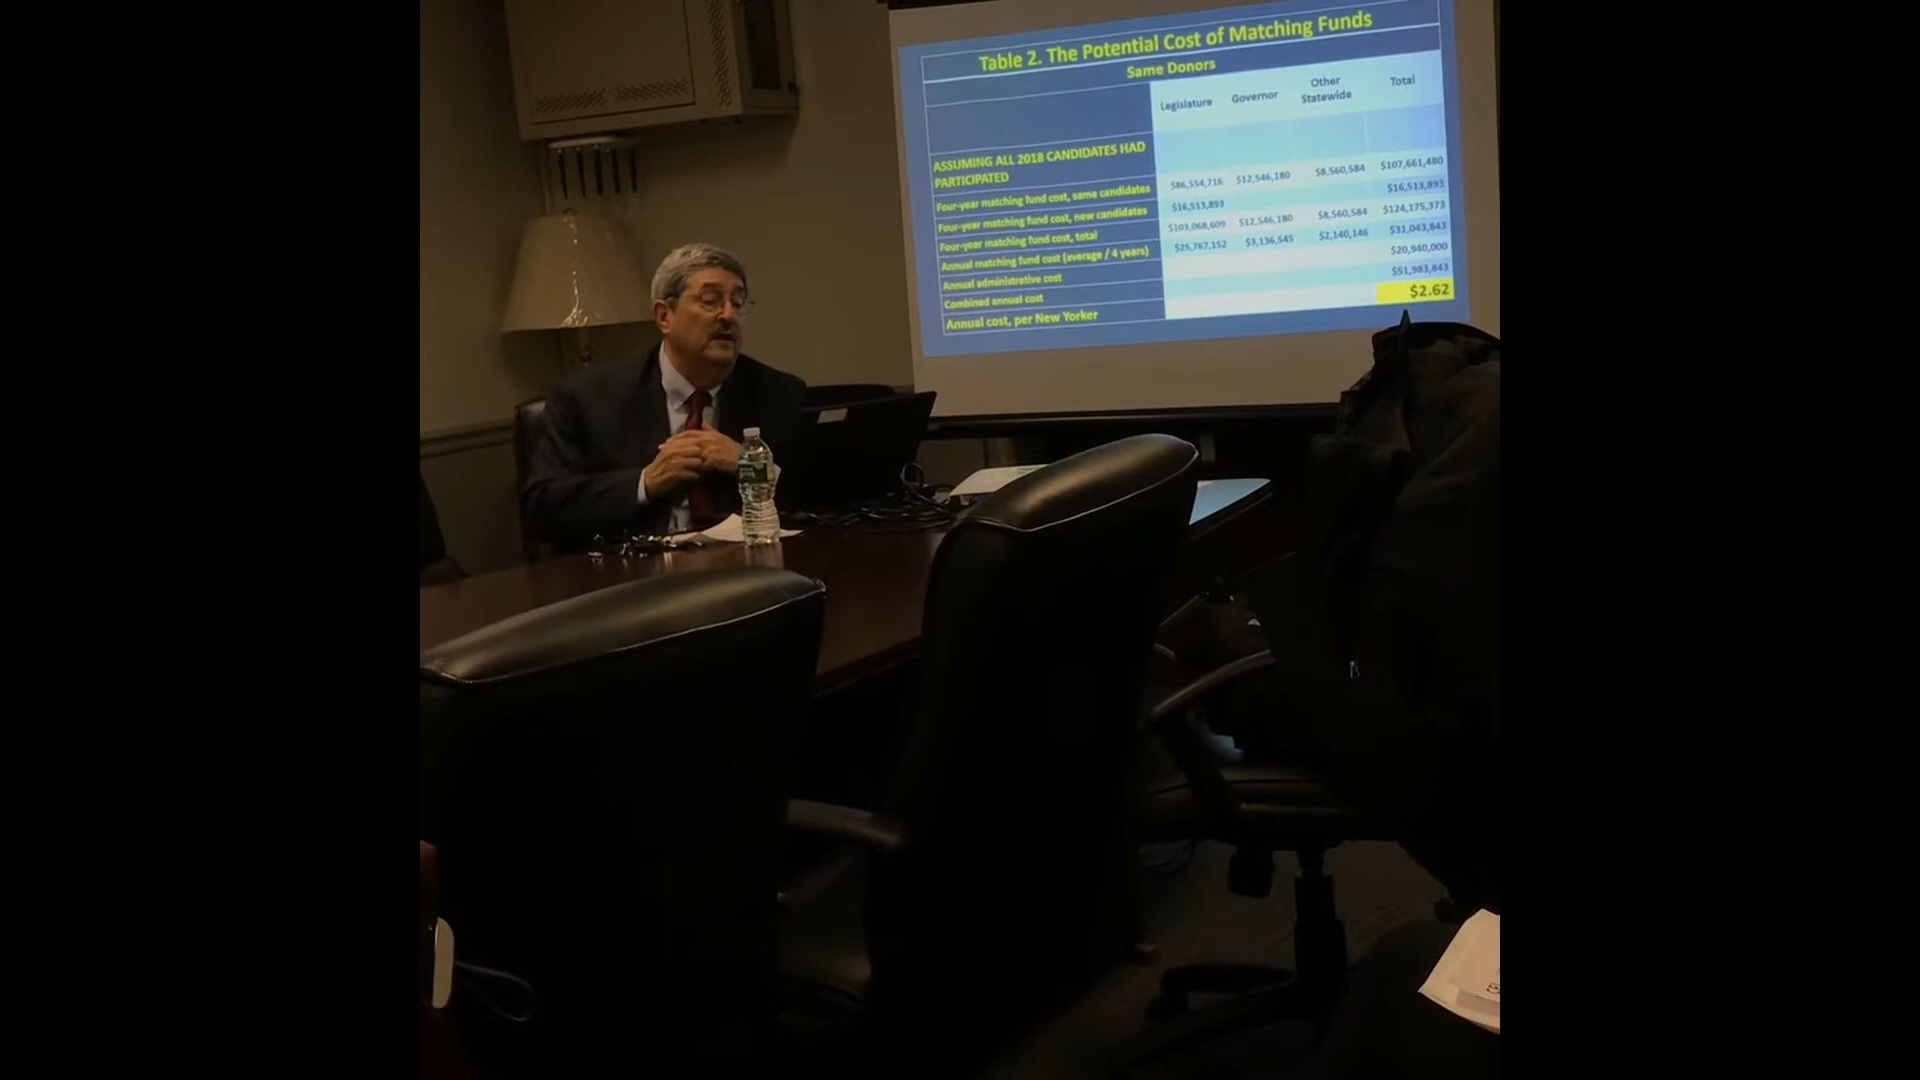 Table 2. The Potential Cost of Matching Funds
Same Donors
Legislature Governor Other Statewide Total
ASSUMING ALL 2018 CANDIDATES HAD
PARTICIPATED
Four-year matching fund cost, same candidates $86,554,716 $12,546,180 $8,560,584 $107,661,480
Four-year matching fund cost, new candidates $16,513,893 $16,513,893
Four-year matching fund cost, total $103,068,609 $12,546,180 $8,560,584 $124,175,373
Annual matching fund cost (average / 4 years) $25,767,152 $3,136,545 $2,140,146 $31,043,843
Annual administrative cost $20,940,000
Combined annual cost $51,983,843
Annual cost, per New Yorker $2.62